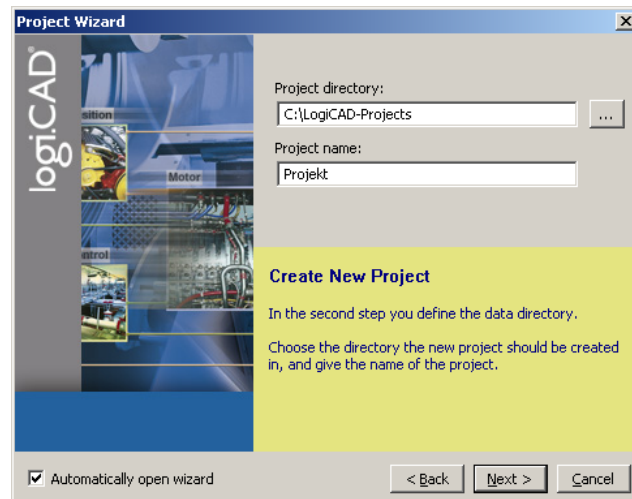 Project Wizard
logi.CAD
Project directory:
C:\LogiCAD-Projects
...
Project name:
Projekt
sition
Motor
ntrol
Create New Project
In the second step you define the data directory.
Choose the directory the new project should be created
in, and give the name of the project.
Automatically open wizard
< Back
Next >
Cancel